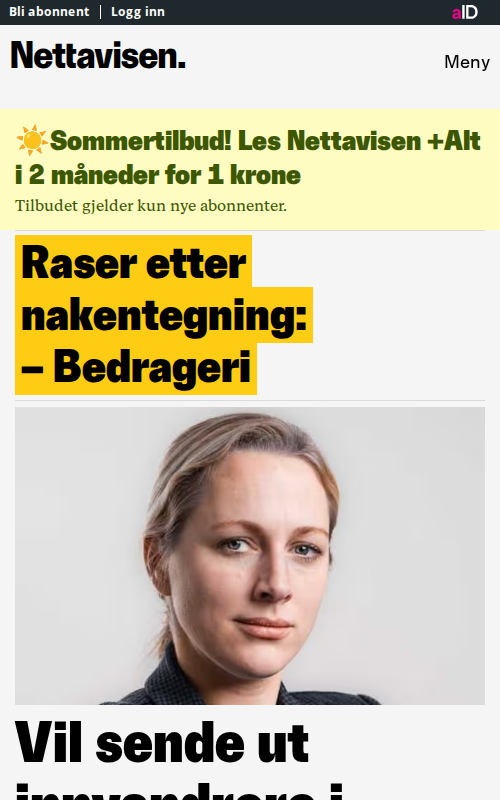 Bli abonnent | Logg inn
aID
Nettavisen.
Meny
☀️Sommertilbud! Les Nettavisen +Alt
i 2 måneder for 1 krone
Tilbudet gjelder kun nye abonnenter.
Raser etter
nakentegning:
– Bedrageri
Vil sende ut
innvandrere i